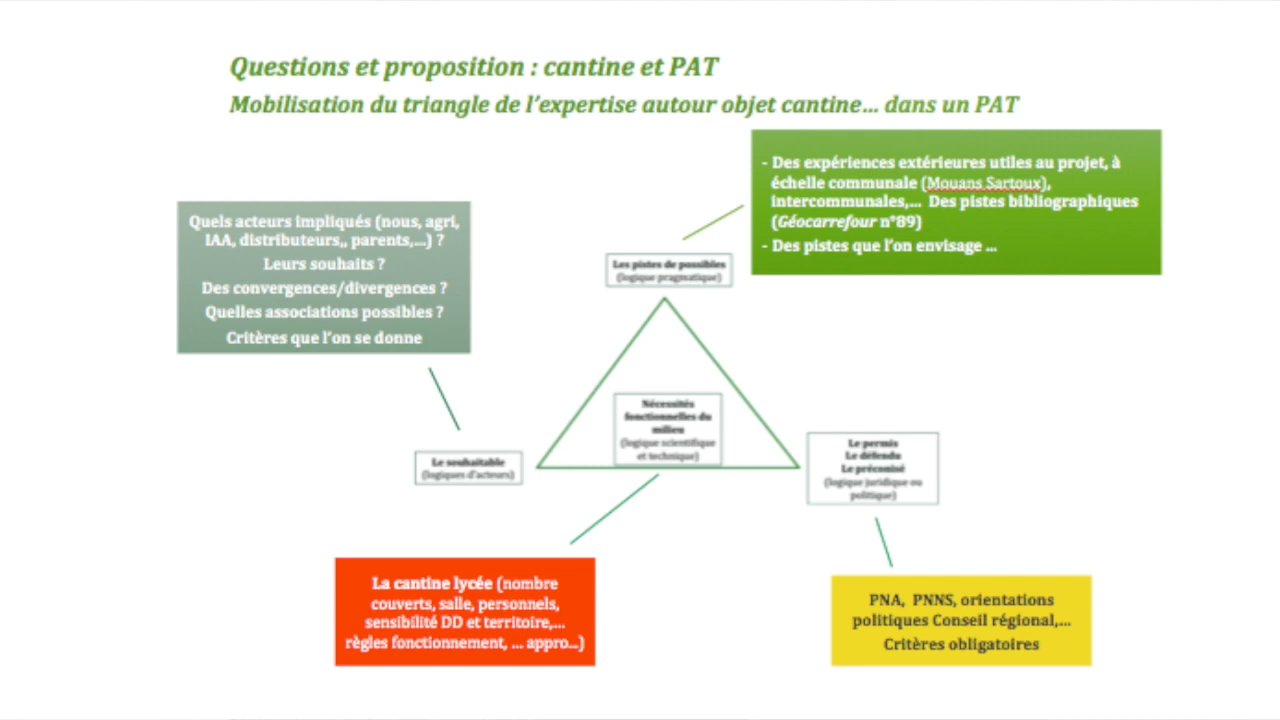 Questions et proposition : cantine et PAT
Mobilisation du triangle de l'expertise autour objet cantine... dans un PAT
- Des expériences extérieures utiles au projet, à
échelle communale (Mouans Sartoux),
intercommunales,... Des pistes bibliographiques
(Géocarrefour n°89)
- Des pistes que l'on envisage ...
Quels acteurs impliqués (nous, agri,
IAA, distributeurs,, parents,...) ?
Leurs souhaits ?
Des convergences/divergences ?
Quelles associations possibles ?
Critères que l'on se donne
Les pistes de possibles
(logique pragmatique)
Nécessités
fonctionnelles du
milieu
(logique scientifique
et technique)
Le souhaitable
(logiques d'acteurs)
Le permis
Le défendu
Le préconisé
(logique juridique ou
politique)
La cantine lycée (nombre
couverts, salle, personnels,
sensibilité DD et territoire,...
règles fonctionnement, ... appro...)
PNA, PNNS, orientations
politiques Conseil régional,...
Critères obligatoires